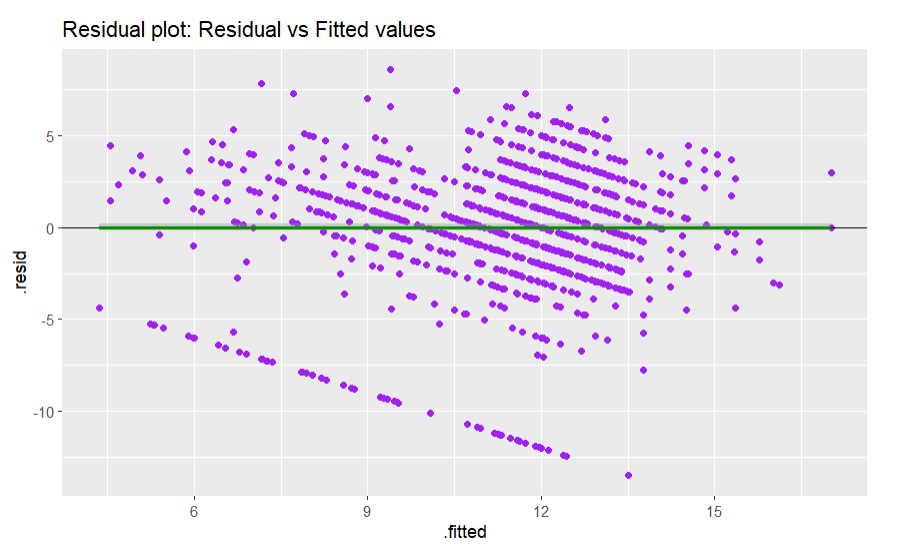 Residual plot: Residual vs Fitted values
5
0
-5
-10
.resid
6 9 12 15
.fitted